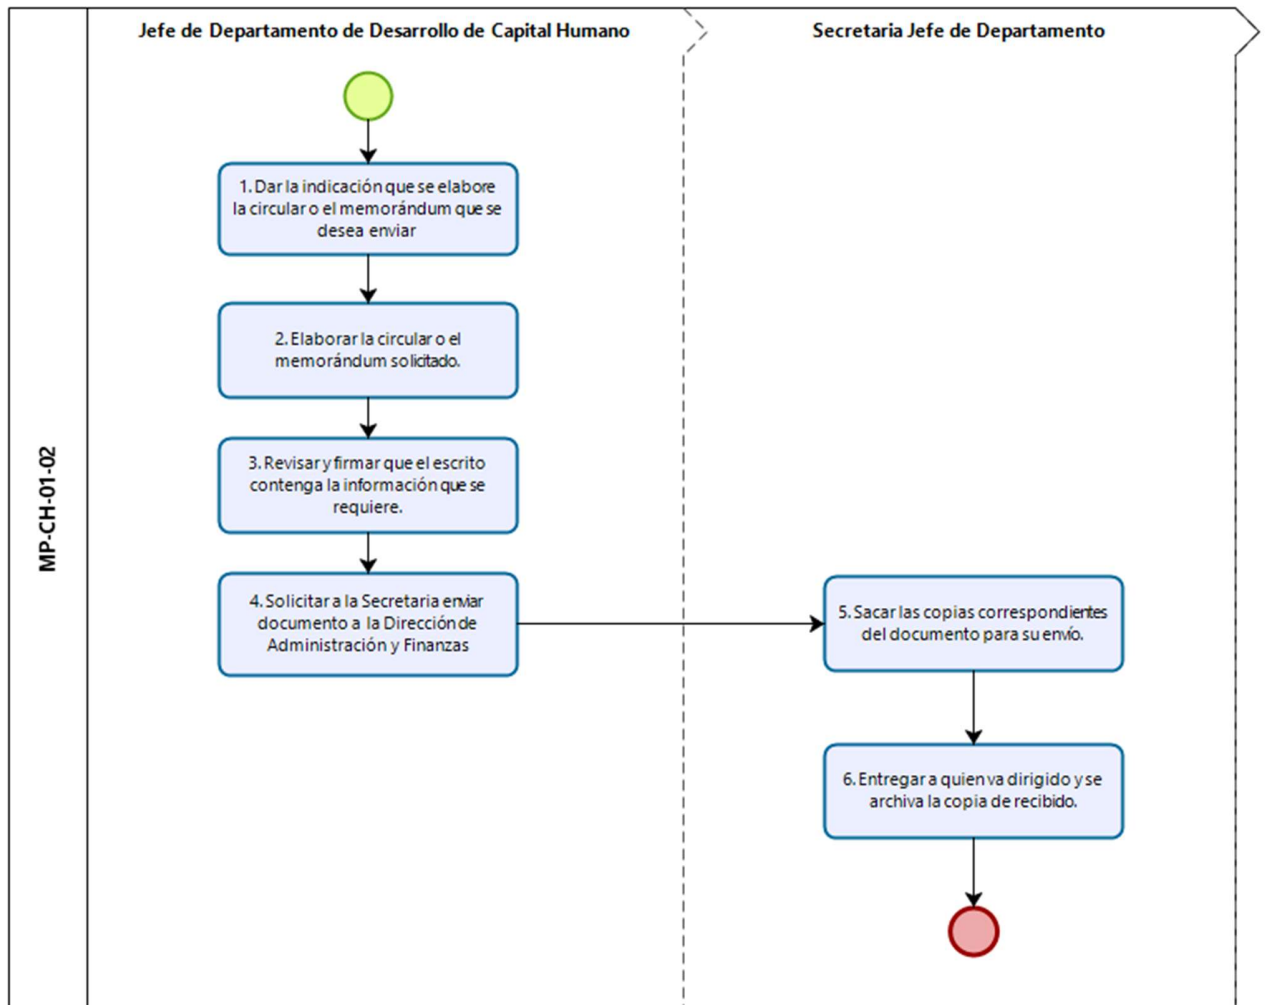 Jefe de Departamento de Desarrollo de Capital Humano
Secretaria Jefe de Departamento
MP-CH-01-02
1. Dar la indicación que se elabore
la circular o el memorándum que se
desea enviar
2. Elaborar la circular o el
memorándum solicitado.
3. Revisar y firmar que el escrito
contenga la información que se
requiere.
4. Solicitar a la Secretaria enviar
documento a la Dirección de
Administración y Finanzas
5. Sacar las copias correspondientes
del documento para su envío.
6. Entregar a quien va dirigido y se
archiva la copia de recibido.